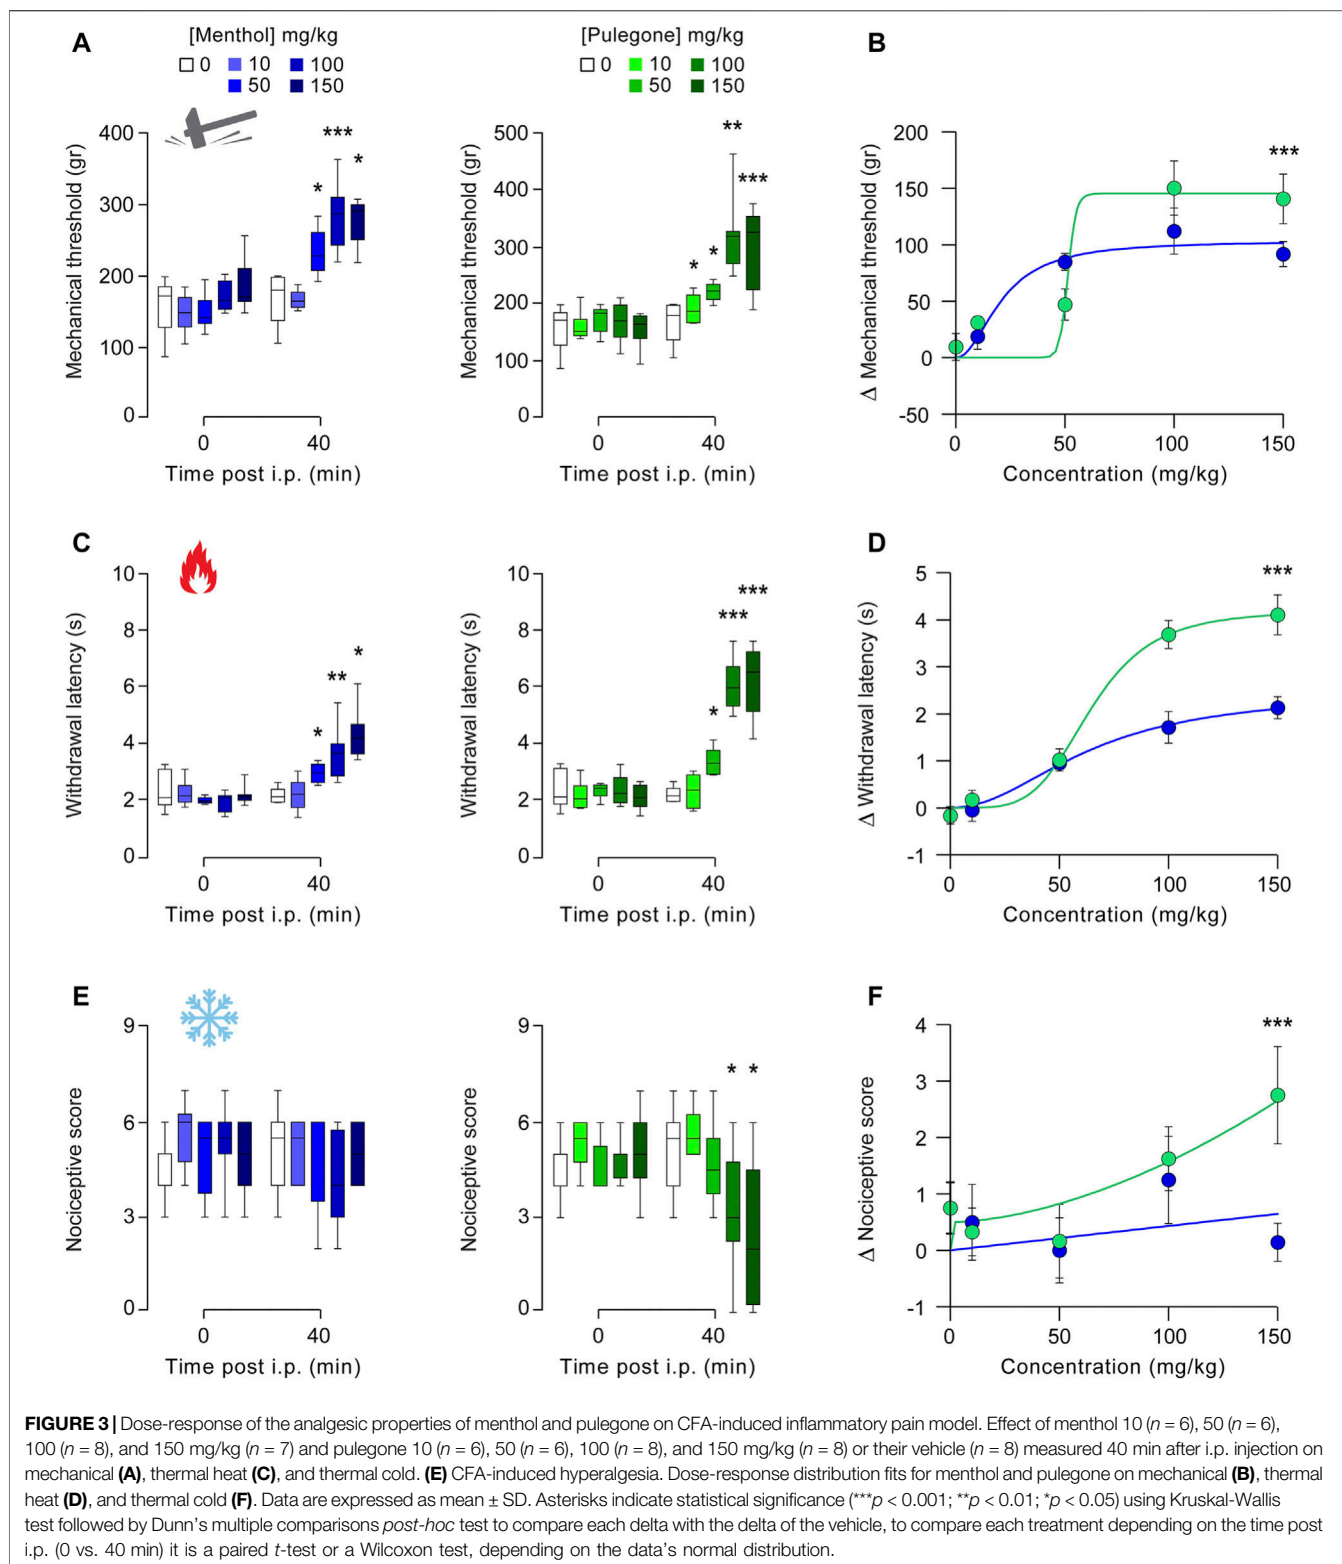 A
[Menthol] mg/kg
0 10 100
50 150
[Pulegone] mg/kg
0 10 100
50 150
B
Mechanical threshold (gr)
400
300
200
100
0
***
*
*
0 40
Time post i.p. (min)
Mechanical threshold (gr)
500
400
300
200
100
0
**
***
*
*
0 40
Time post i.p. (min)
Δ Mechanical threshold (gr)
200
150
100
50
0
-50
***
0 50 100 150
Concentration (mg/kg)
C
Withdrawal latency (s)
10
8
6
4
2
0
*
**
*
0 40
Time post i.p. (min)
Withdrawal latency (s)
10
8
6
4
2
0
***
***
*
0 40
Time post i.p. (min)
D
Δ Withdrawal latency (s)
5
4
3
2
1
0
-1
***
0 50 100 150
Concentration (mg/kg)
E
Nociceptive score
9
6
3
0
0 40
Time post i.p. (min)
Nociceptive score
9
6
3
0
* *
0 40
Time post i.p. (min)
F
Δ Nociceptive score
4
3
2
1
0
-1
***
0 50 100 150
Concentration (mg/kg)
FIGURE 3 | Dose-response of the analgesic properties of menthol and pulegone on CFA-induced inflammatory pain model. Effect of menthol 10 (n = 6), 50 (n = 6),
100 (n = 8), and 150 mg/kg (n = 7) and pulegone 10 (n = 6), 50 (n = 6), 100 (n = 8), and 150 mg/kg (n = 8) or their vehicle (n = 8) measured 40 min after i.p. injection on
mechanical (A), thermal heat (C), and thermal cold. (E) CFA-induced hyperalgesia. Dose-response distribution fits for menthol and pulegone on mechanical (B), thermal
heat (D), and thermal cold (F). Data are expressed as mean ± SD. Asterisks indicate statistical significance (***p < 0.001; **p < 0.01; *p < 0.05) using Kruskal-Wallis
test followed by Dunn's multiple comparisons post-hoc test to compare each delta with the delta of the vehicle, to compare each treatment depending on the time post
i.p. (0 vs. 40 min) it is a paired t-test or a Wilcoxon test, depending on the data's normal distribution.